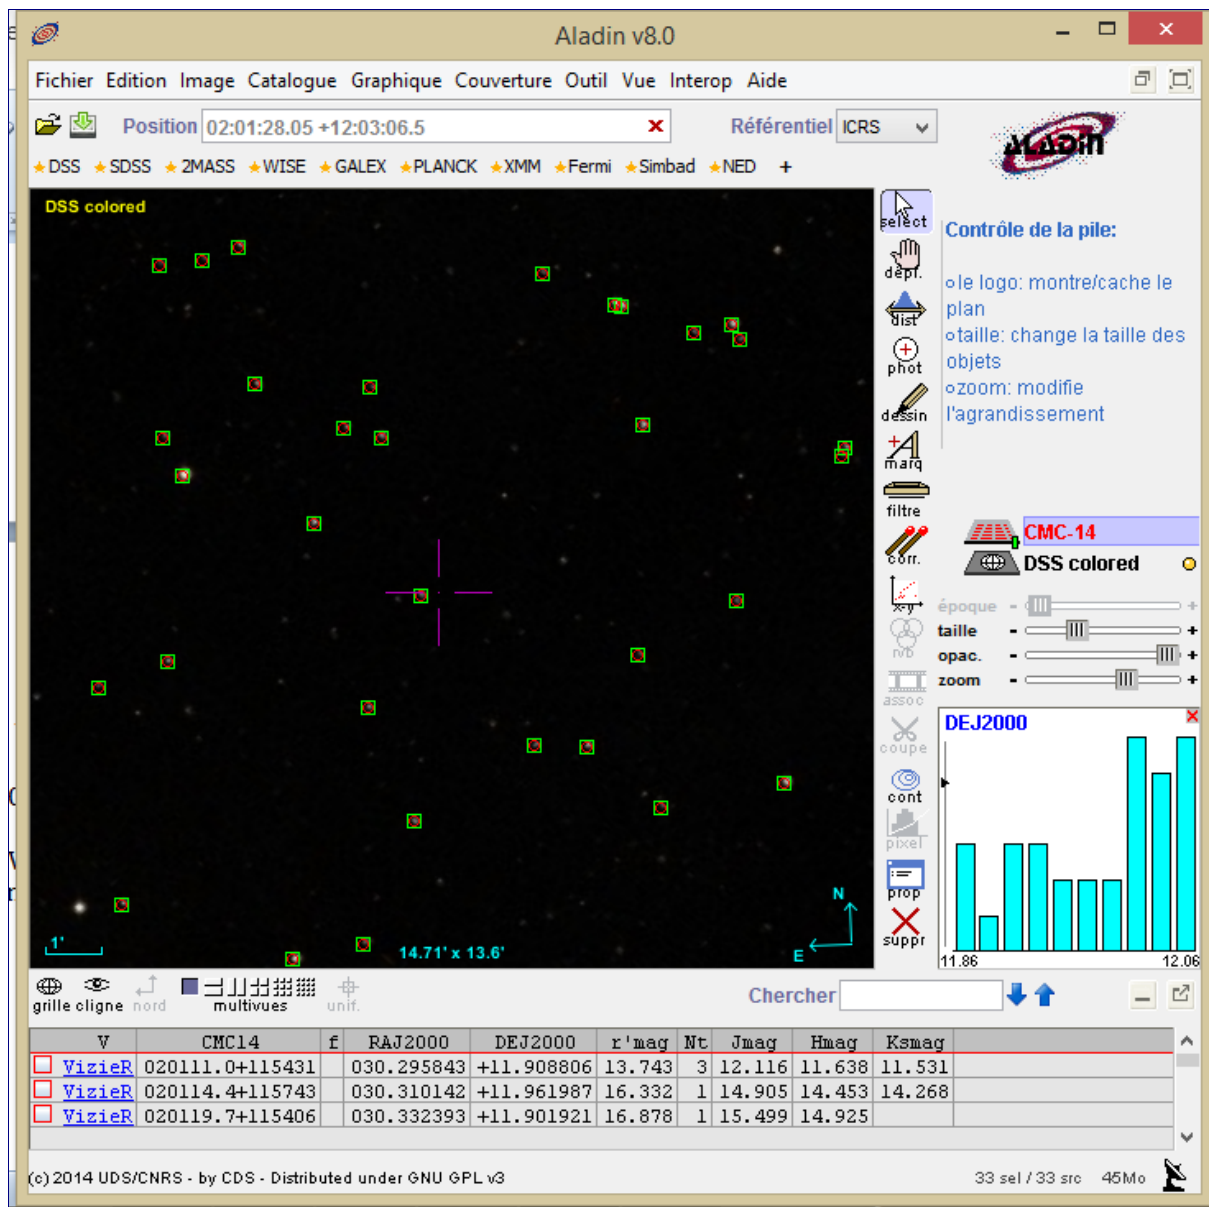 Aladin v8.0
Fichier Edition Image Catalogue Graphique Couverture Outil Vue Interop Aide
Position 02:01:28.05 +12:03:06.5 Référentiel ICRS
DSS SDSS 2MASS WISE GALEX PLANCK XMM Fermi Simbad NED +
ALADIN
DSS colored
select
dépl.
dist
phot
dessin
marq
filtre
corr.
x-y
n/b
assoc
coupe
cont
pixel
prop
suppr
Contrôle de la pile:
le logo: montre/cache le
plan
taille: change la taille des
objets
zoom: modifie
l'agrandissement
CMC-14
DSS colored
époque - +
taille - +
opac. - +
zoom - +
DEJ2000
11.86 12.06
N
E
1'
14.71' x 13.6'
grille cligne nord multivues unif.
Chercher
V CMC14 f RAJ2000 DEJ2000 r'mag Nt Jmag Hmag Ksmag
VizieR 020111.0+115431 030.295843 +11.908806 13.743 3 12.116 11.638 11.531
VizieR 020114.4+115743 030.310142 +11.961987 16.332 1 14.905 14.453 14.268
VizieR 020119.7+115406 030.332393 +11.901921 16.878 1 15.499 14.925
(c) 2014 UDS/CNRS - by CDS - Distributed under GNU GPL v3
33 sel / 33 src 45Mo